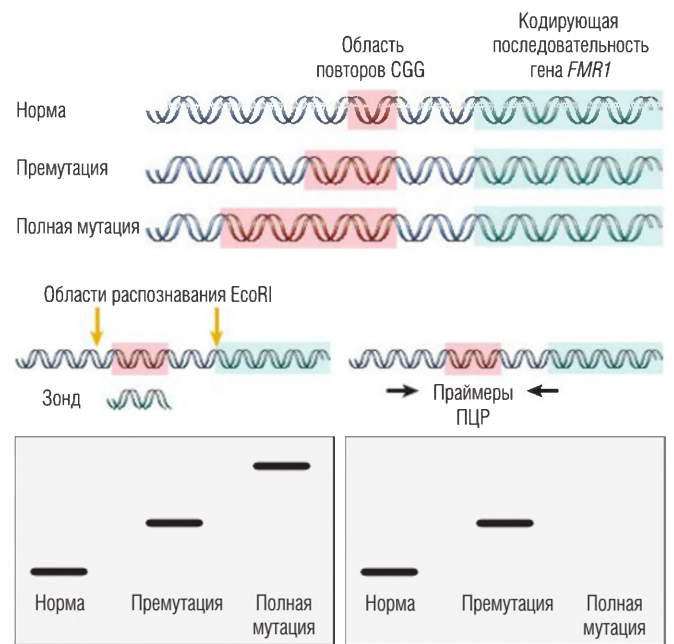 Область
повторов CGG
Кодирующая
последовательность
гена FMR1
Норма
Премутация
Полная мутация
Области распознавания EcoRI
Зонд
Праймеры
ПЦР
Норма
Премутация
Полная
мутация
Норма
Премутация
Полная
мутация